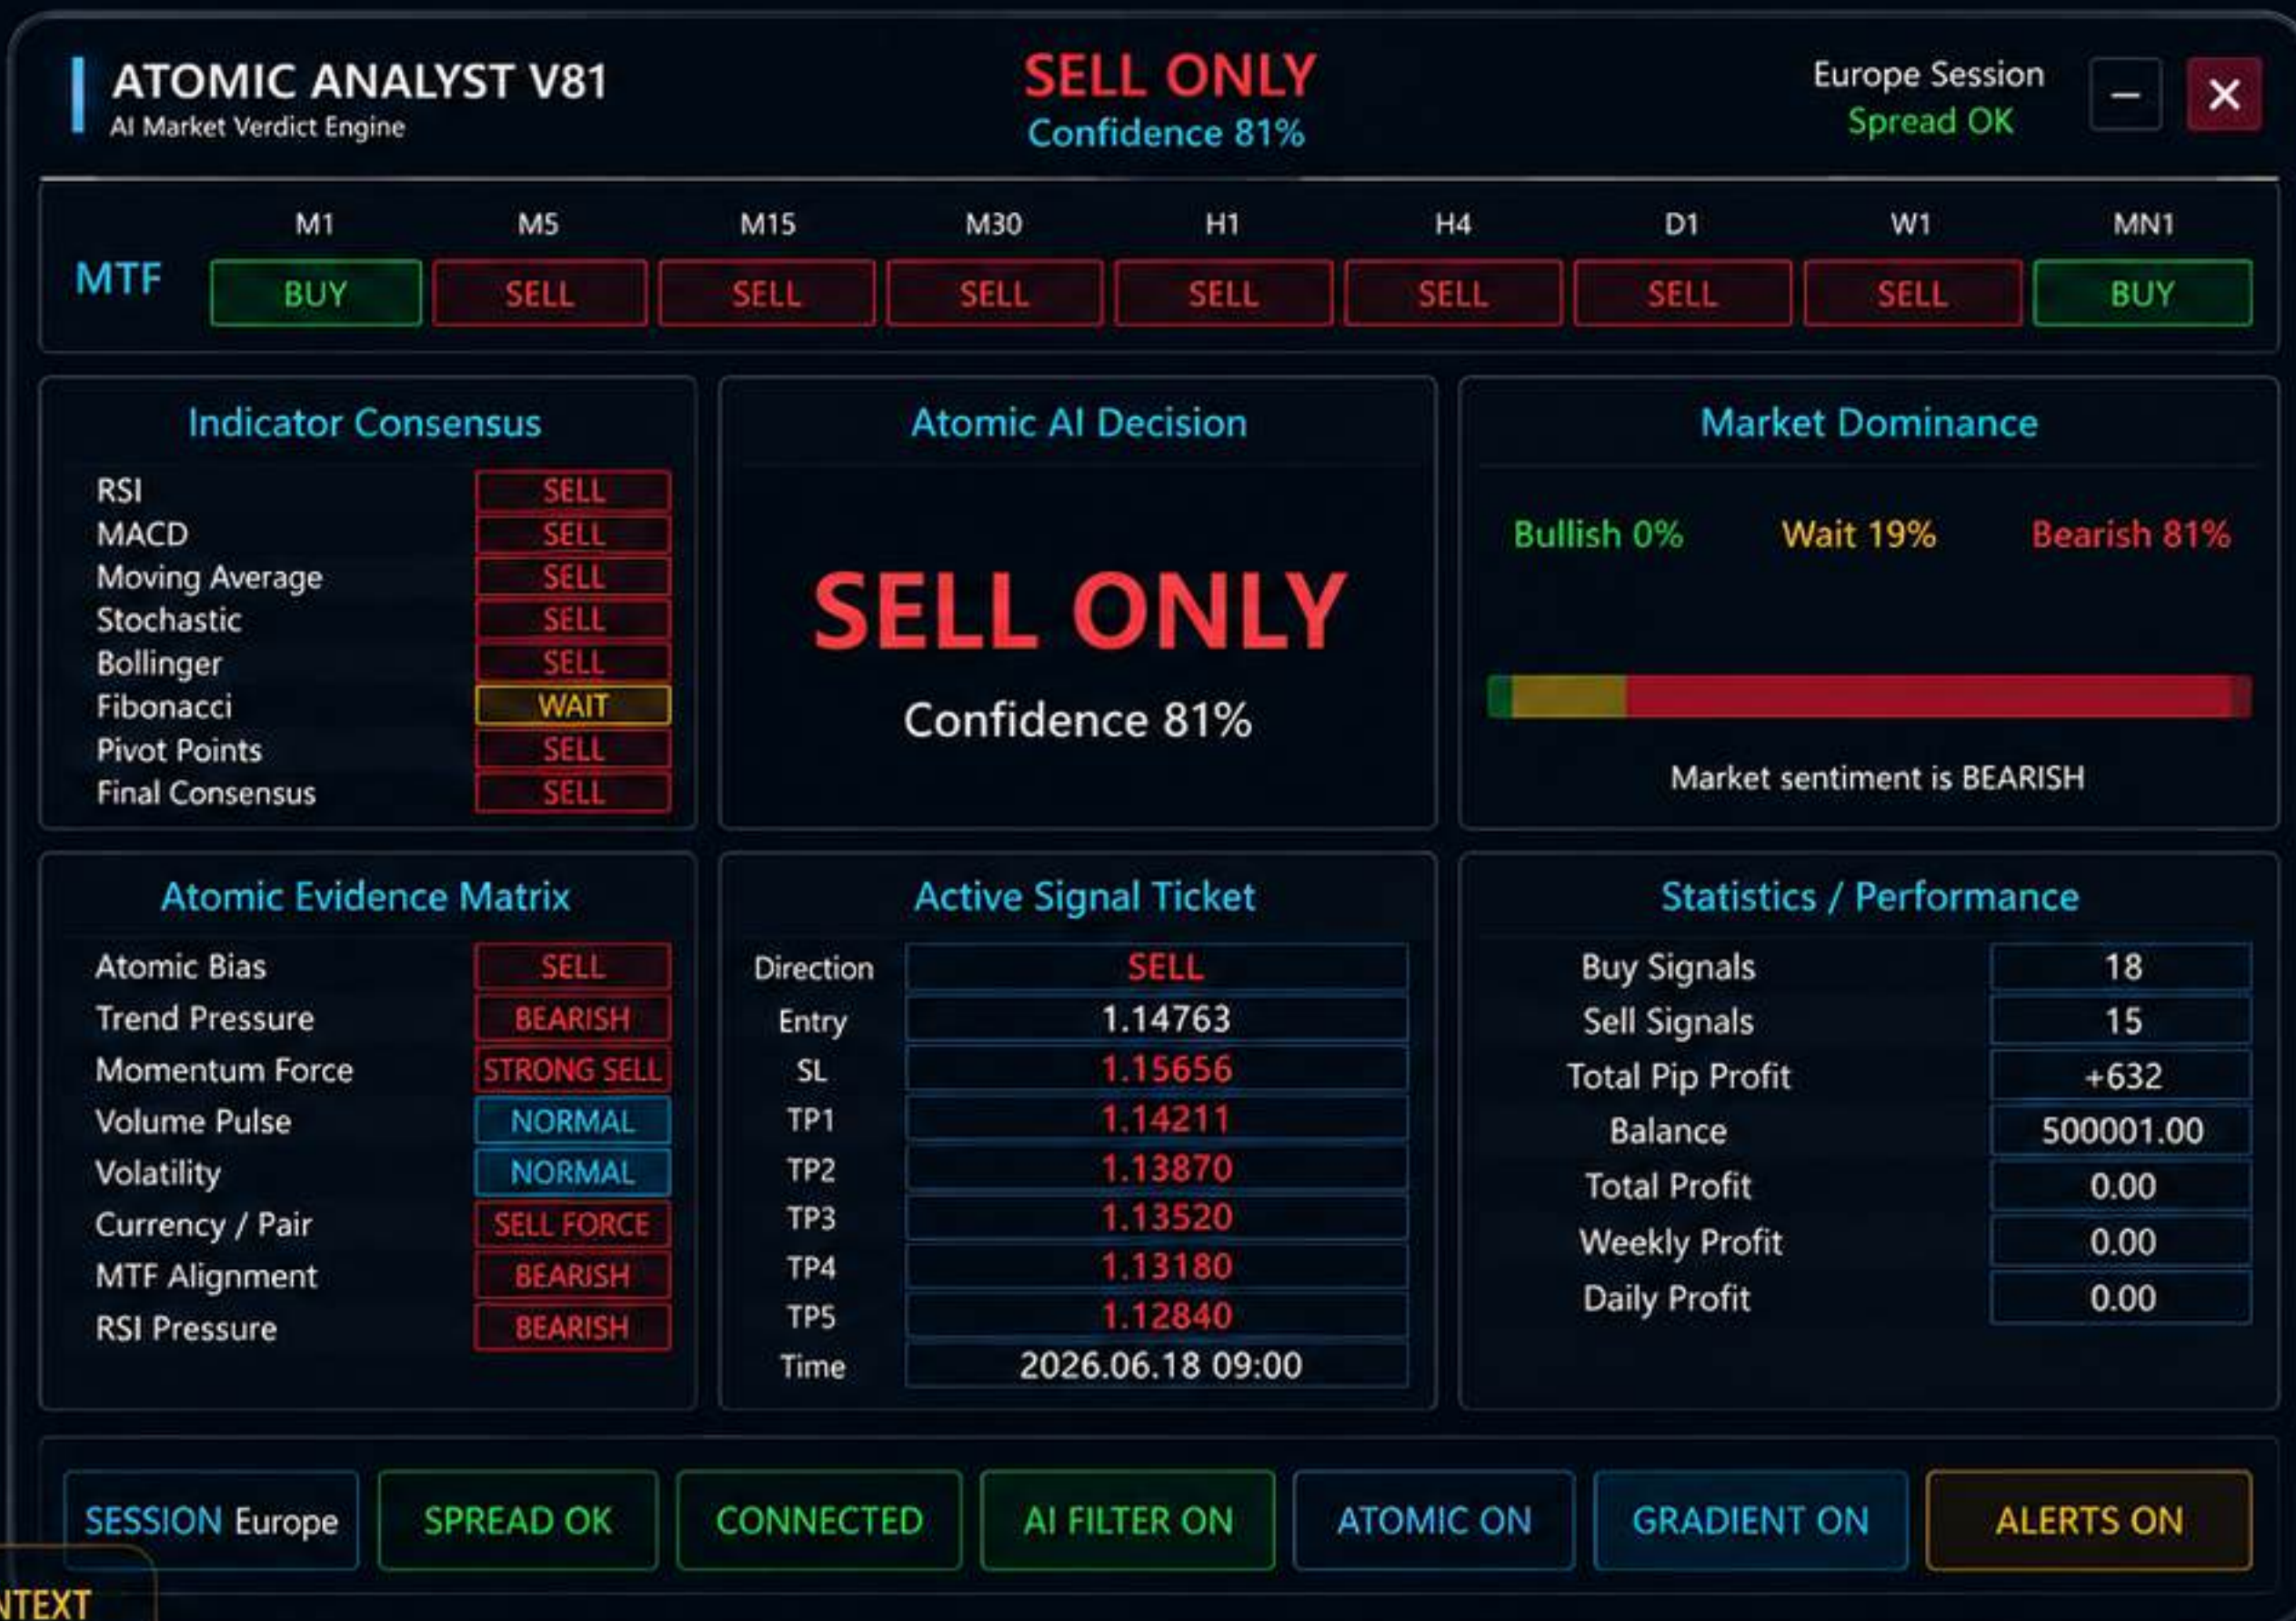 ATOMIC ANALYST V81
AI Market Verdict Engine
SELL ONLY
Confidence 81%
Europe Session
Spread OK
MTF
M1 M5 M15 M30 H1 H4 D1 W1 MN1
BUY SELL SELL SELL SELL SELL SELL SELL BUY
Indicator Consensus
RSI SELL
MACD SELL
Moving Average SELL
Stochastic SELL
Bollinger SELL
Fibonacci WAIT
Pivot Points SELL
Final Consensus SELL
Atomic AI Decision
SELL ONLY
Confidence 81%
Market Dominance
Bullish 0% Wait 19% Bearish 81%
Market sentiment is BEARISH
Atomic Evidence Matrix
Atomic Bias SELL
Trend Pressure BEARISH
Momentum Force STRONG SELL
Volume Pulse NORMAL
Volatility NORMAL
Currency / Pair SELL FORCE
MTF Alignment BEARISH
RSI Pressure BEARISH
Active Signal Ticket
Direction SELL
Entry 1.14763
SL 1.15656
TP1 1.14211
TP2 1.13870
TP3 1.13520
TP4 1.13180
TP5 1.12840
Time 2026.06.18 09:00
Statistics / Performance
Buy Signals 18
Sell Signals 15
Total Pip Profit +632
Balance 500001.00
Total Profit 0.00
Weekly Profit 0.00
Daily Profit 0.00
SESSION Europe SPREAD OK CONNECTED AI FILTER ON ATOMIC ON GRADIENT ON ALERTS ON
NTEXT